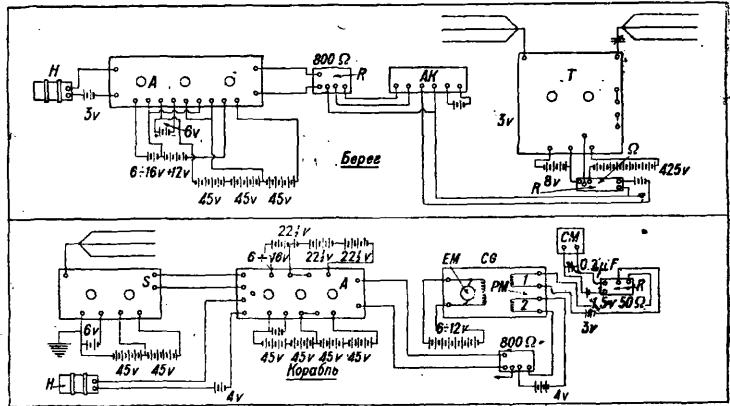 H
3v
A
6v
6÷16v+12v
45v 45v 45v
800 Ω
R
АК
Берег
T
3v
8v
R
Ω
425v
S
6v
45v 45v
H
4v
22½v
6÷16v 22½v 22½v
A
45v 45v 45v 45v
Корабль
EM
CG
PM
1
2
6÷12v
800 Ω
4v
CM
0.2μF
R
1,5v 50Ω
3v